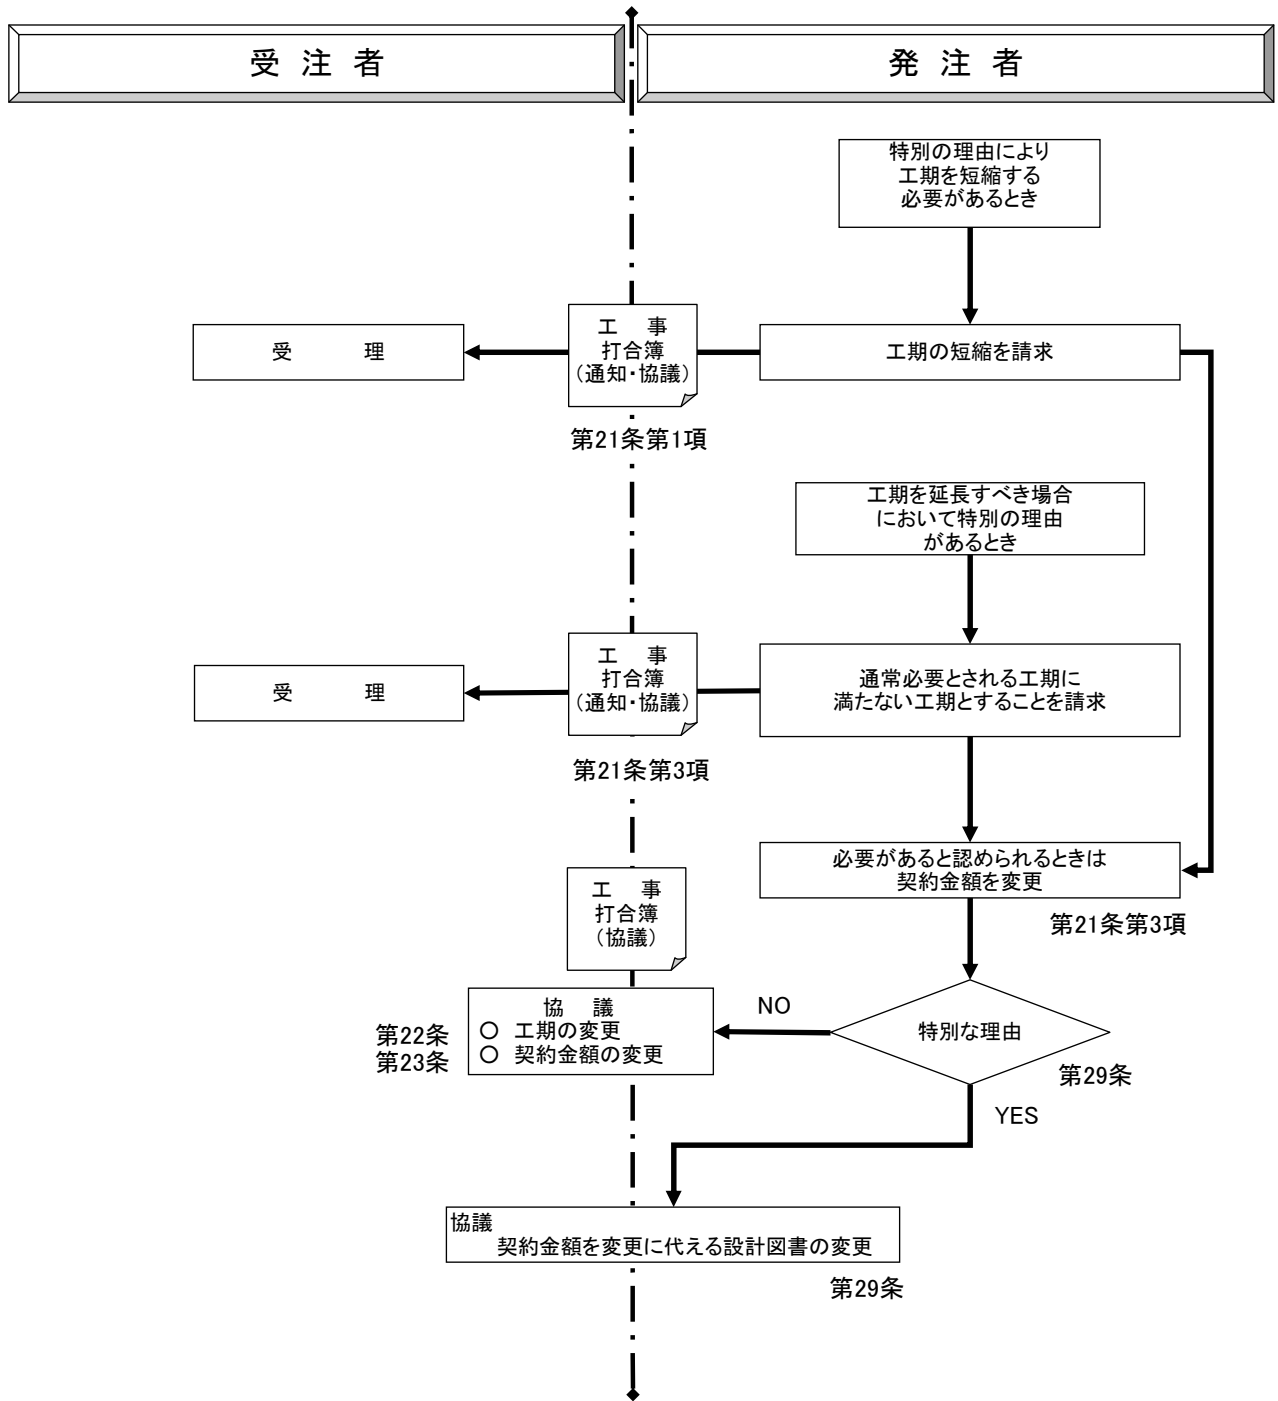 受 注 者
発 注 者
特別の理由により
工期を短縮する
必要があるとき
受 理
工 事
打合簿
（通知・協議）
工期の短縮を請求
第21条第1項
工期を延長すべき場合
において特別の理由
があるとき
受 理
工 事
打合簿
（通知・協議）
通常必要とされる工期に
満たない工期とすることを請求
第21条第3項
必要があると認められるときは
契約金額を変更
第21条第3項
工 事
打合簿
（協議）
協 議
○ 工期の変更
○ 契約金額の変更
第22条
第23条
NO
特別な理由
第29条
YES
協議
契約金額を変更に代える設計図書の変更
第29条